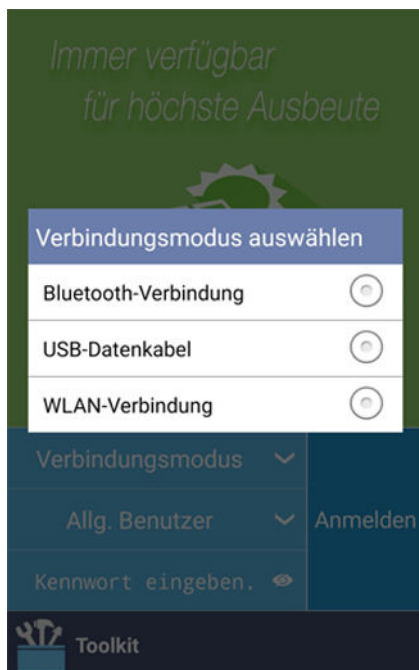 Immer verfügbar
für höchste Ausbeute
Verbindungsmodus auswählen
Bluetooth-Verbindung
USB-Datenkabel
WLAN-Verbindung
Verbindungsmodus
Allg. Benutzer
Anmelden
Kennwort eingeben.
Toolkit